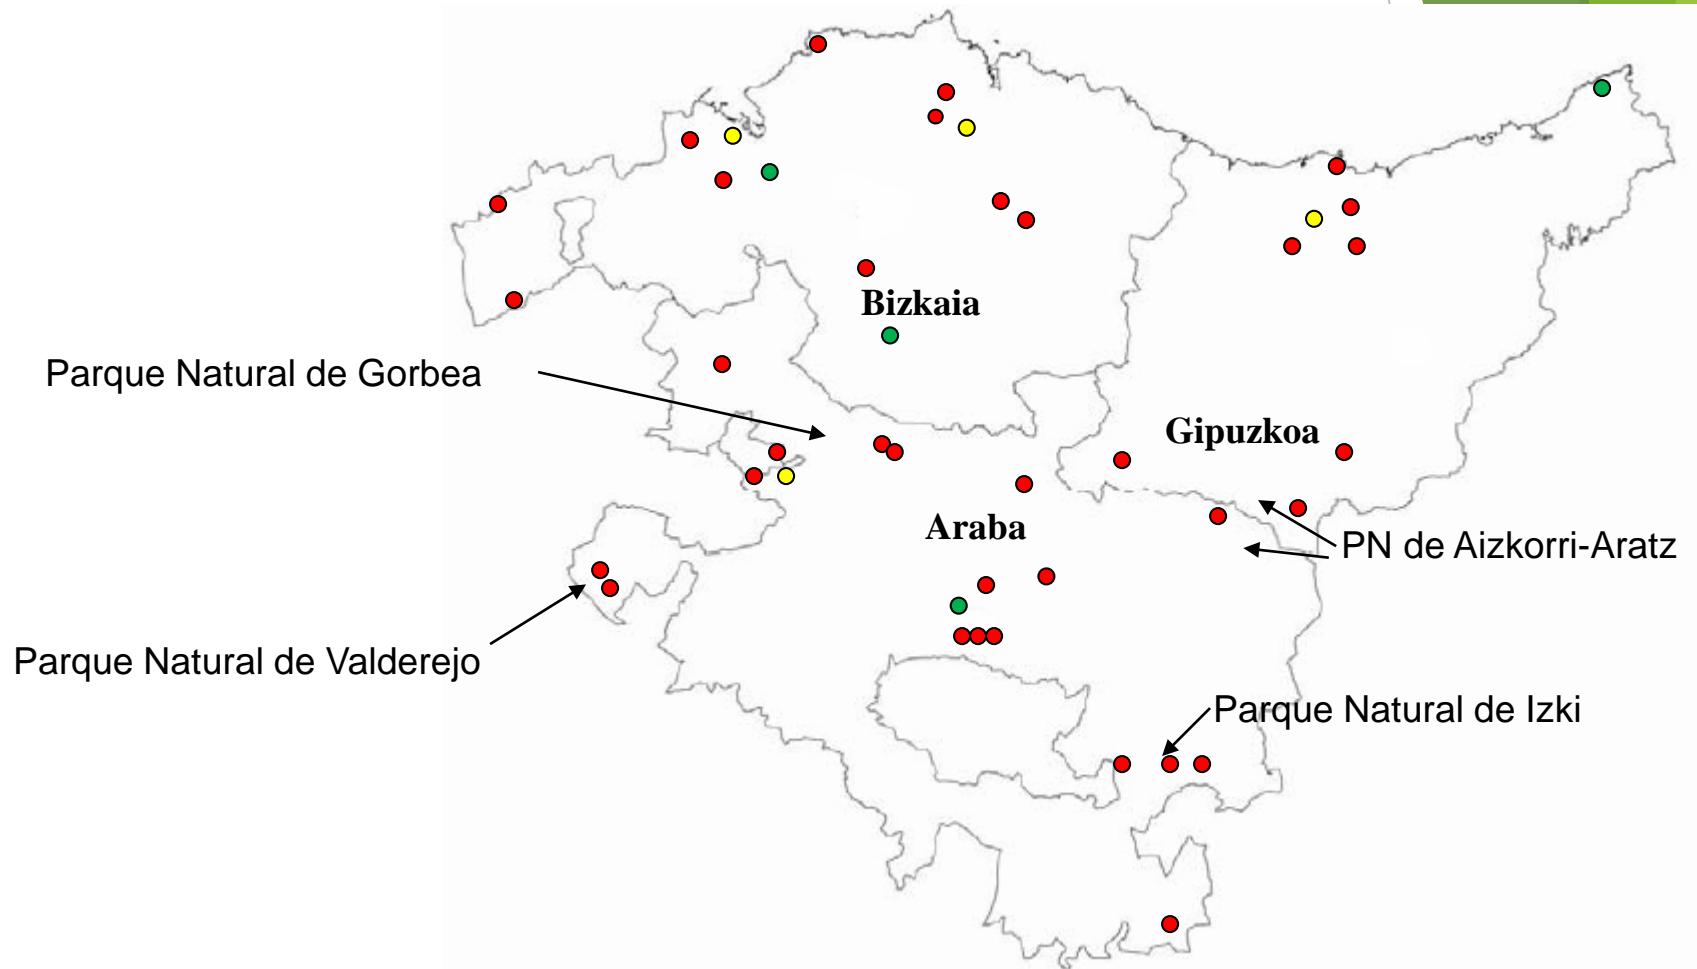 Bizkaia
Parque Natural de Gorbea
Gipuzkoa
Araba
PN de Aizkorri-Aratz
Parque Natural de Valderejo
Parque Natural de Izki